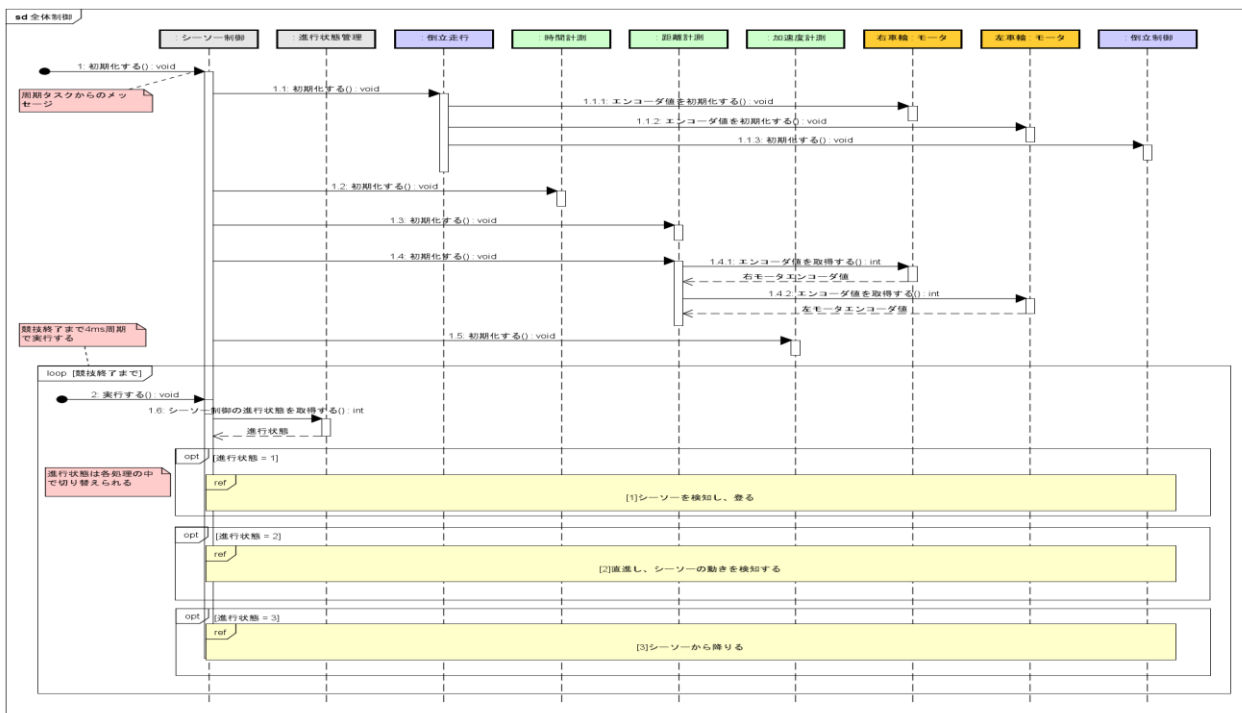 sd 全体制御
: シーソー制御
: 進行状態管理
: 倒立走行
: 時間計測
: 距離計測
: 加速度計測
右車輪 : モータ
左車輪 : モータ
: 倒立制御
1: 初期化する() : void
周期タスクからのメッ
セージ
1.1: 初期化する() : void
1.1.1: エンコーダ値を初期化する() : void
1.1.2: エンコーダ値を初期化する() : void
1.1.3: 初期化する() : void
1.2: 初期化する() : void
1.3: 初期化する() : void
1.4: 初期化する() : void
1.4.1: エンコーダ値を取得する() : int
右モータエンコーダ値
1.4.2: エンコーダ値を取得する() : int
左モータエンコーダ値
競技終了まで4ms周期
で実行する
1.5: 初期化する() : void
loop [競技終了まで]
2: 実行する() : void
1.6: シーソー制御の進行状態を取得する() : int
進行状態
opt [進行状態 = 1]
進行状態は各処理の中
で切り替えられる
ref
[1]シーソーを検知し、登る
opt [進行状態 = 2]
ref
[2]直進し、シーソーの動きを検知する
opt [進行状態 = 3]
ref
[3]シーソーから降りる